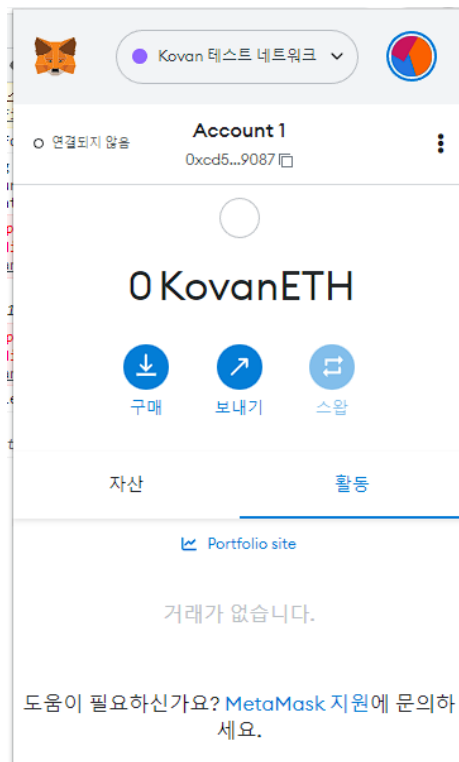 Kovan 테스트 네트워크
연결되지 않음
Account 1
0xcd5...9087
0 KovanETH
구매
보내기
스왑
자산
활동
Portfolio site
거래가 없습니다.
도움이 필요하신가요? MetaMask 지원에 문의하
세요.